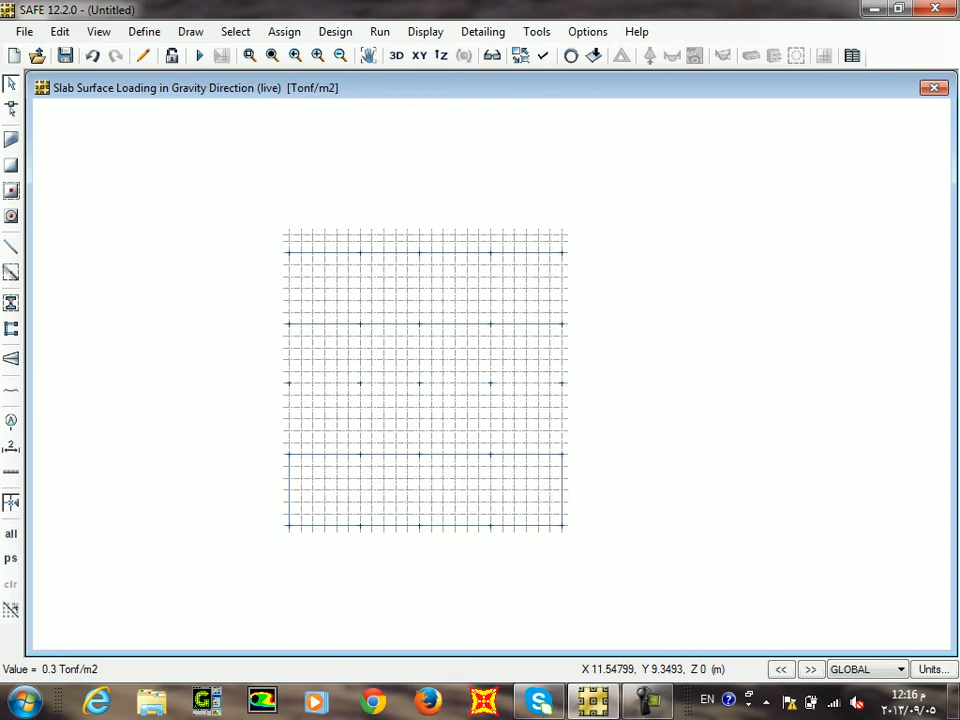 SAFE 12.2.0 - (Untitled)
File Edit View Define Draw Select Assign Design Run Display Detailing Tools Options Help
3D XY
Slab Surface Loading in Gravity Direction (live) [Tonf/m2]
2
all
ps
clr
Value = 0.3 Tonf/m2
X 11.54799, Y 9.3493, Z 0 (m)
<< >> GLOBAL Units...
EN
12:16 م
٢٠١٣/٠٩/٠٥